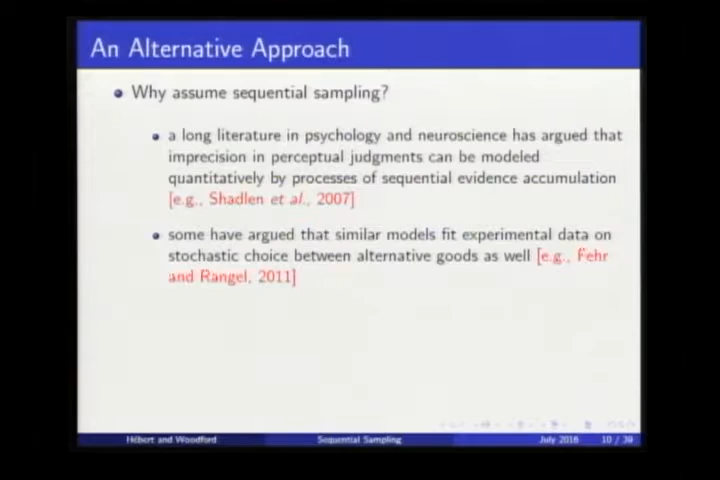 An Alternative Approach
Why assume sequential sampling?
a long literature in psychology and neuroscience has argued that
imprecision in perceptual judgments can be modeled
quantitatively by processes of sequential evidence accumulation
[e.g., Shadlen et al., 2007]
some have argued that similar models fit experimental data on
stochastic choice between alternative goods as well [e.g., Fehr
and Rangel, 2011]
Hébert and Woodford Sequential Sampling July 2016 10 / 39